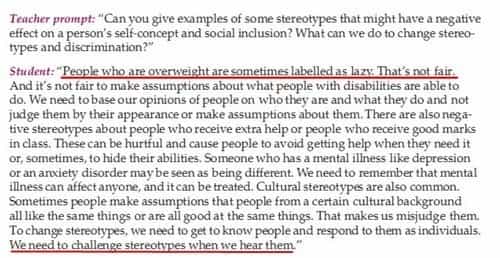 Teacher prompt: “Can you give examples of some stereotypes that might have a negative
effect on a person’s self-concept and social inclusion? What can we do to change stereo-
types and discrimination?”
Student: “People who are overweight are sometimes labelled as lazy. That’s not fair.
And it’s not fair to make assumptions about what people with disabilities are able to
do. We need to base our opinions of people on who they are and what they do and not
judge them by their appearance or make assumptions about them. There are also nega-
tive stereotypes about people who receive extra help or people who receive good marks
in class. These can be hurtful and cause people to avoid getting help when they need it
or, sometimes, to hide their abilities. Someone who has a mental illness like depression
or an anxiety disorder may be seen as being different. We need to remember that mental
illness can affect anyone, and it can be treated. Cultural stereotypes are also common.
Sometimes people make assumptions that people from a certain cultural background
all like the same things or are all good at the same things. That makes us misjudge them.
To change stereotypes, we need to get to know people and respond to them as individuals.
We need to challenge stereotypes when we hear them.”